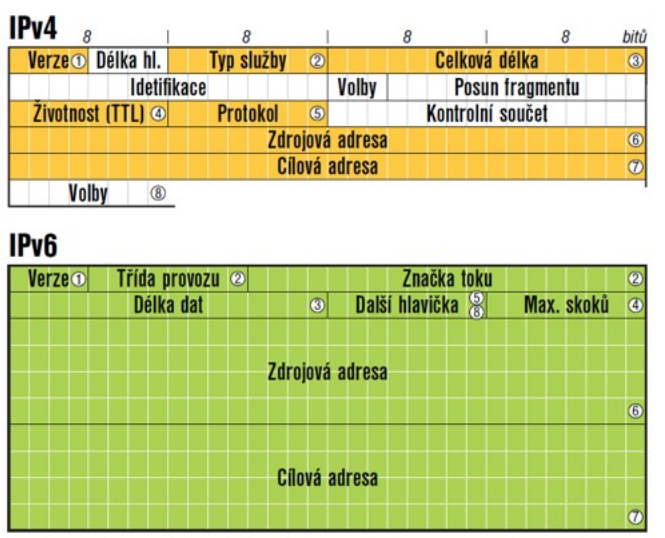 IPv4
8 8 8 8 bitů
Verze ① Délka hl. Typ služby ② Celková délka ③
Idetifikace Volby Posun fragmentu
Životnost (TTL) ④ Protokol ⑤ Kontrolní součet
Zdrojová adresa ⑥
Cílová adresa ⑦
Volby ⑧
IPv6
Verze ① Třída provozu ② Značka toku ②
Délka dat ③ Další hlavička ⑤ ⑧ Max. skoků ④
Zdrojová adresa
⑥
Cílová adresa
⑦